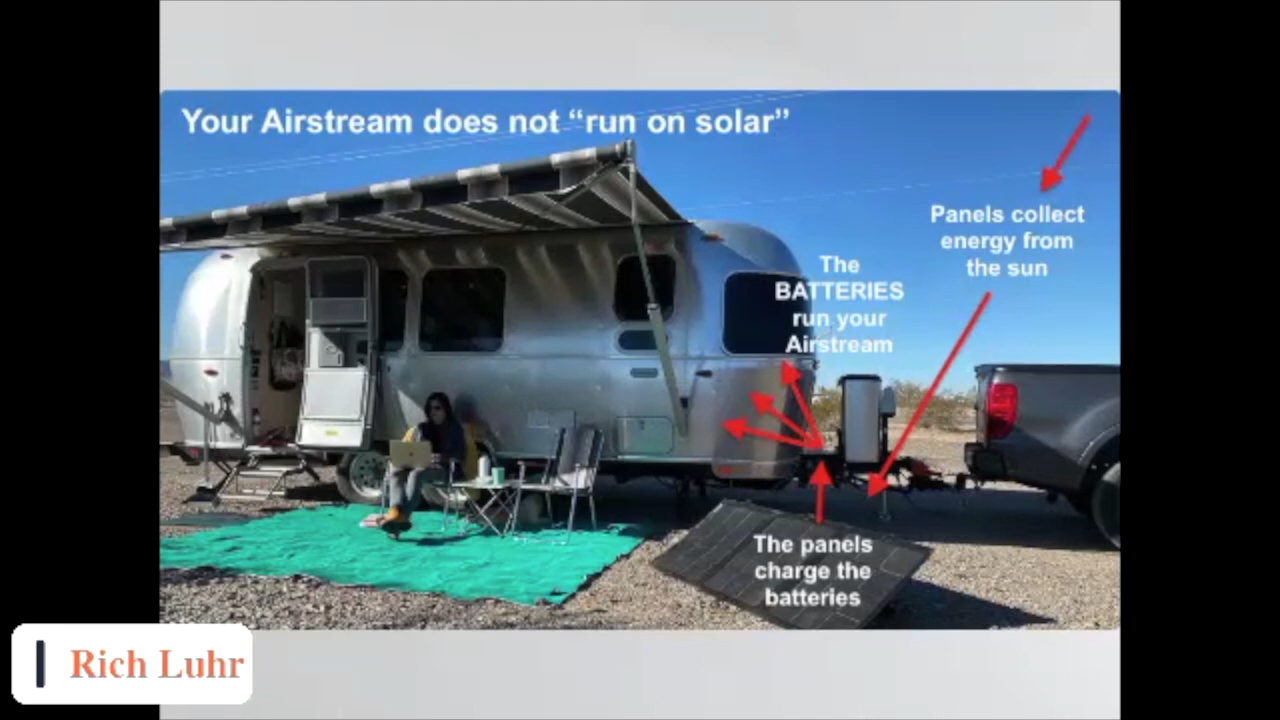 Your Airstream does not “run on solar”
Panels collect
energy from
the sun
The
BATTERIES
run your
Airstream
The panels
charge the
batteries
Rich Luhr